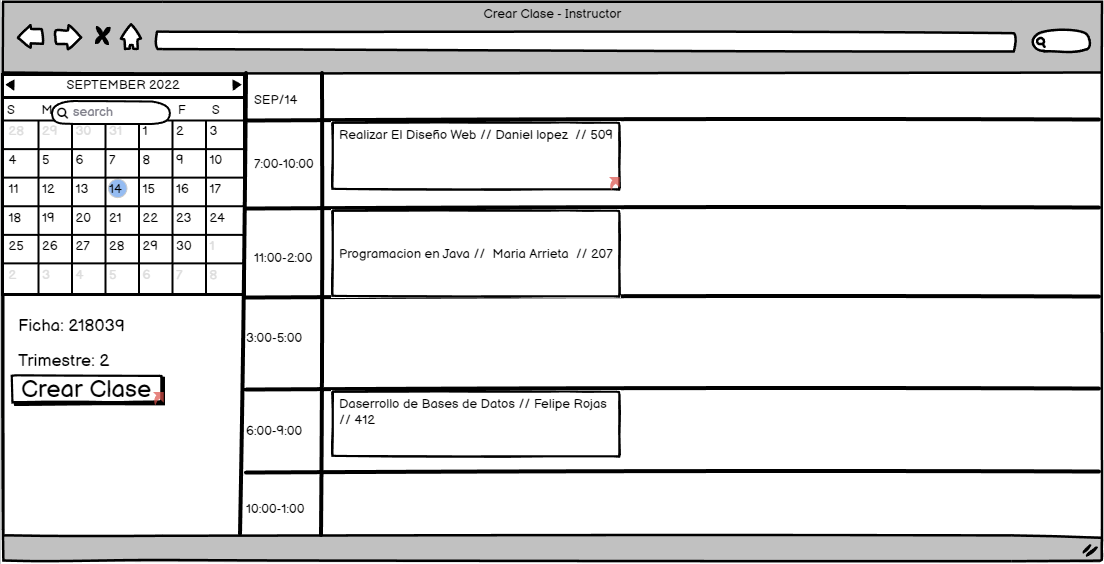 Crear Clase - Instructor
SEPTEMBER 2022
S M F S
search
28 29 30 31 1 2 3
4 5 6 7 8 9 10
11 12 13 14 15 16 17
18 19 20 21 22 23 24
25 26 27 28 29 30 1
2 3 4 5 6 7 8
Ficha: 218039
Trimestre: 2
Crear Clase
SEP/14
7:00-10:00
Realizar El Diseño Web // Daniel lopez // 509
11:00-2:00
Programacion en Java // Maria Arrieta // 207
3:00-5:00
6:00-9:00
Daserrollo de Bases de Datos // Felipe Rojas
// 412
10:00-1:00